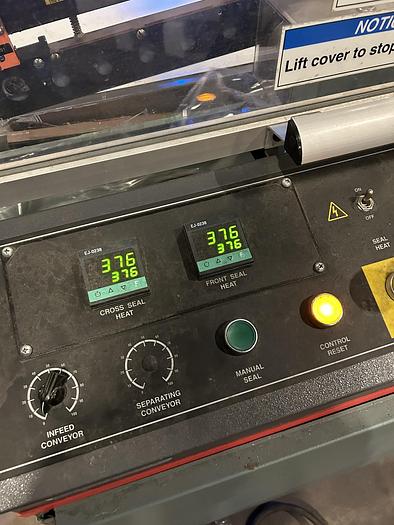 NOTIC
Lift cover to stop
ON
OFF
SEAL
HEAT
EJ-0238
376
376
CROSS SEAL
HEAT
EJ-0238
376
376
FRONT SEAL
HEAT
INFEED
CONVEYOR
SEPARATING
CONVEYOR
MANUAL
SEAL
CONTROL
RESET